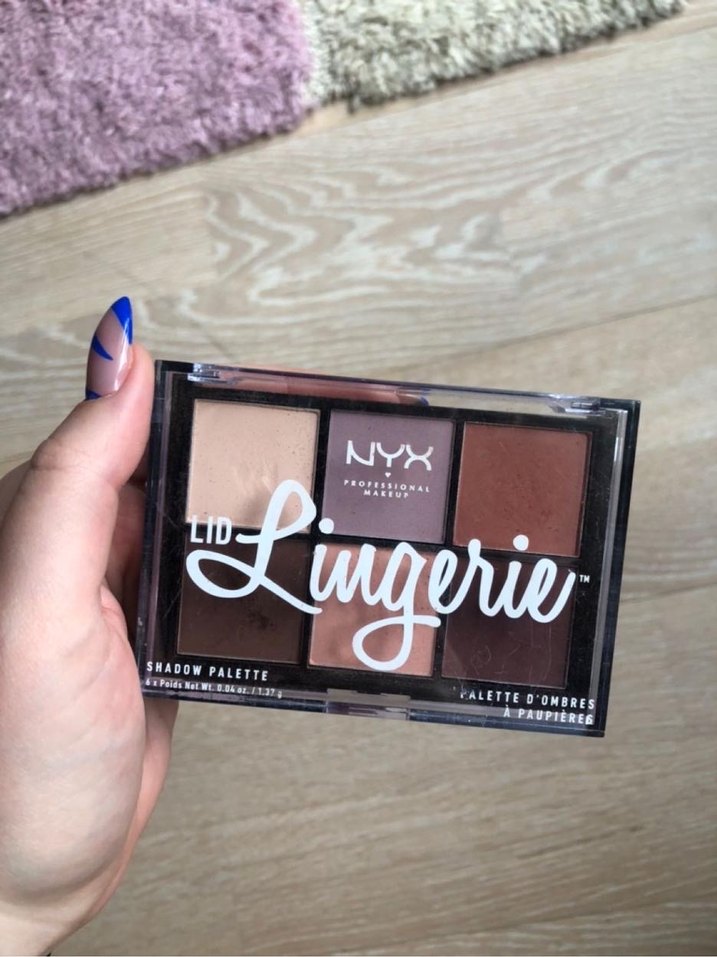 NYX
PROFESSIONAL
MAKEUP
LID Lingerie™
SHADOW PALETTE
6 x Poids Net Wt. 0.04 oz. / 1.37 g
PALETTE D'OMBRES
À PAUPIÈRES